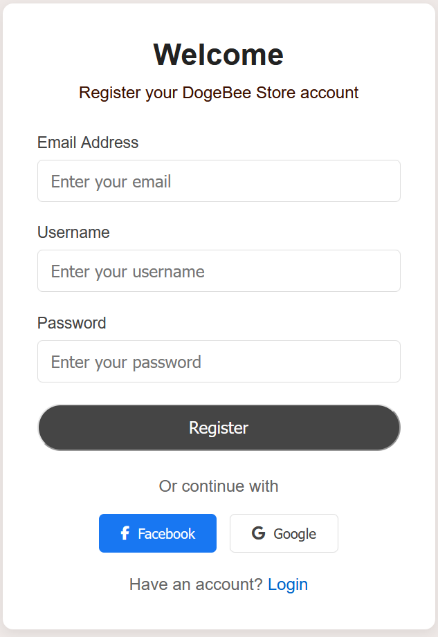 Welcome
Register your DogeBee Store account
Email Address
Enter your email
Username
Enter your username
Password
Enter your password
Register
Or continue with
Facebook
Google
Have an account? Login